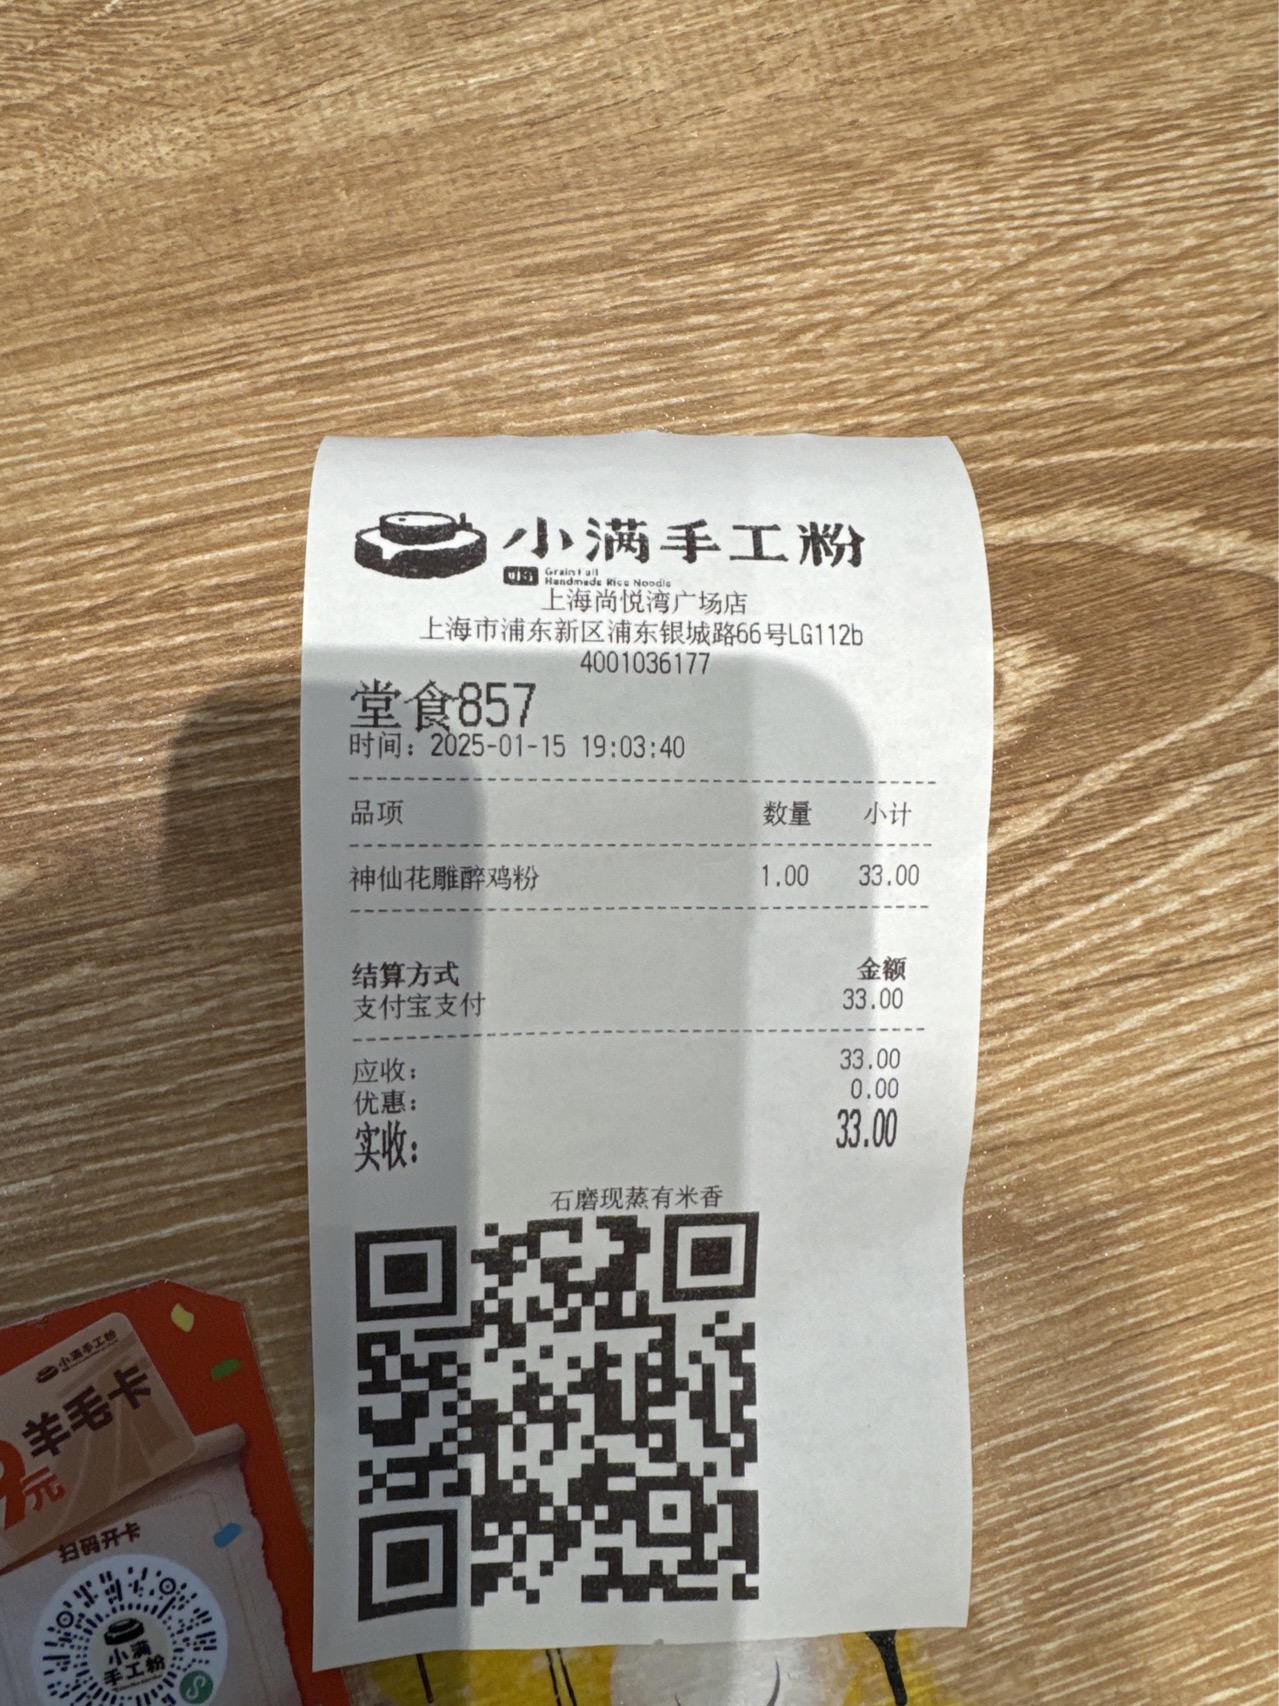 小满手工粉
Grain Full
Handmade Rice Noodle
上海尚悦湾广场店
上海市浦东新区浦东银城路66号LG112b
4001036177
堂食857
时间：2025-01-15 19:03:40
品项 数量 小计
神仙花雕醉鸡粉 1.00 33.00
结算方式 金额
支付宝支付 33.00
应收： 33.00
优惠： 0.00
实收： 33.00
石磨现蒸有米香
小满手工粉
羊毛卡
9元
扫码开卡
小满
手工粉